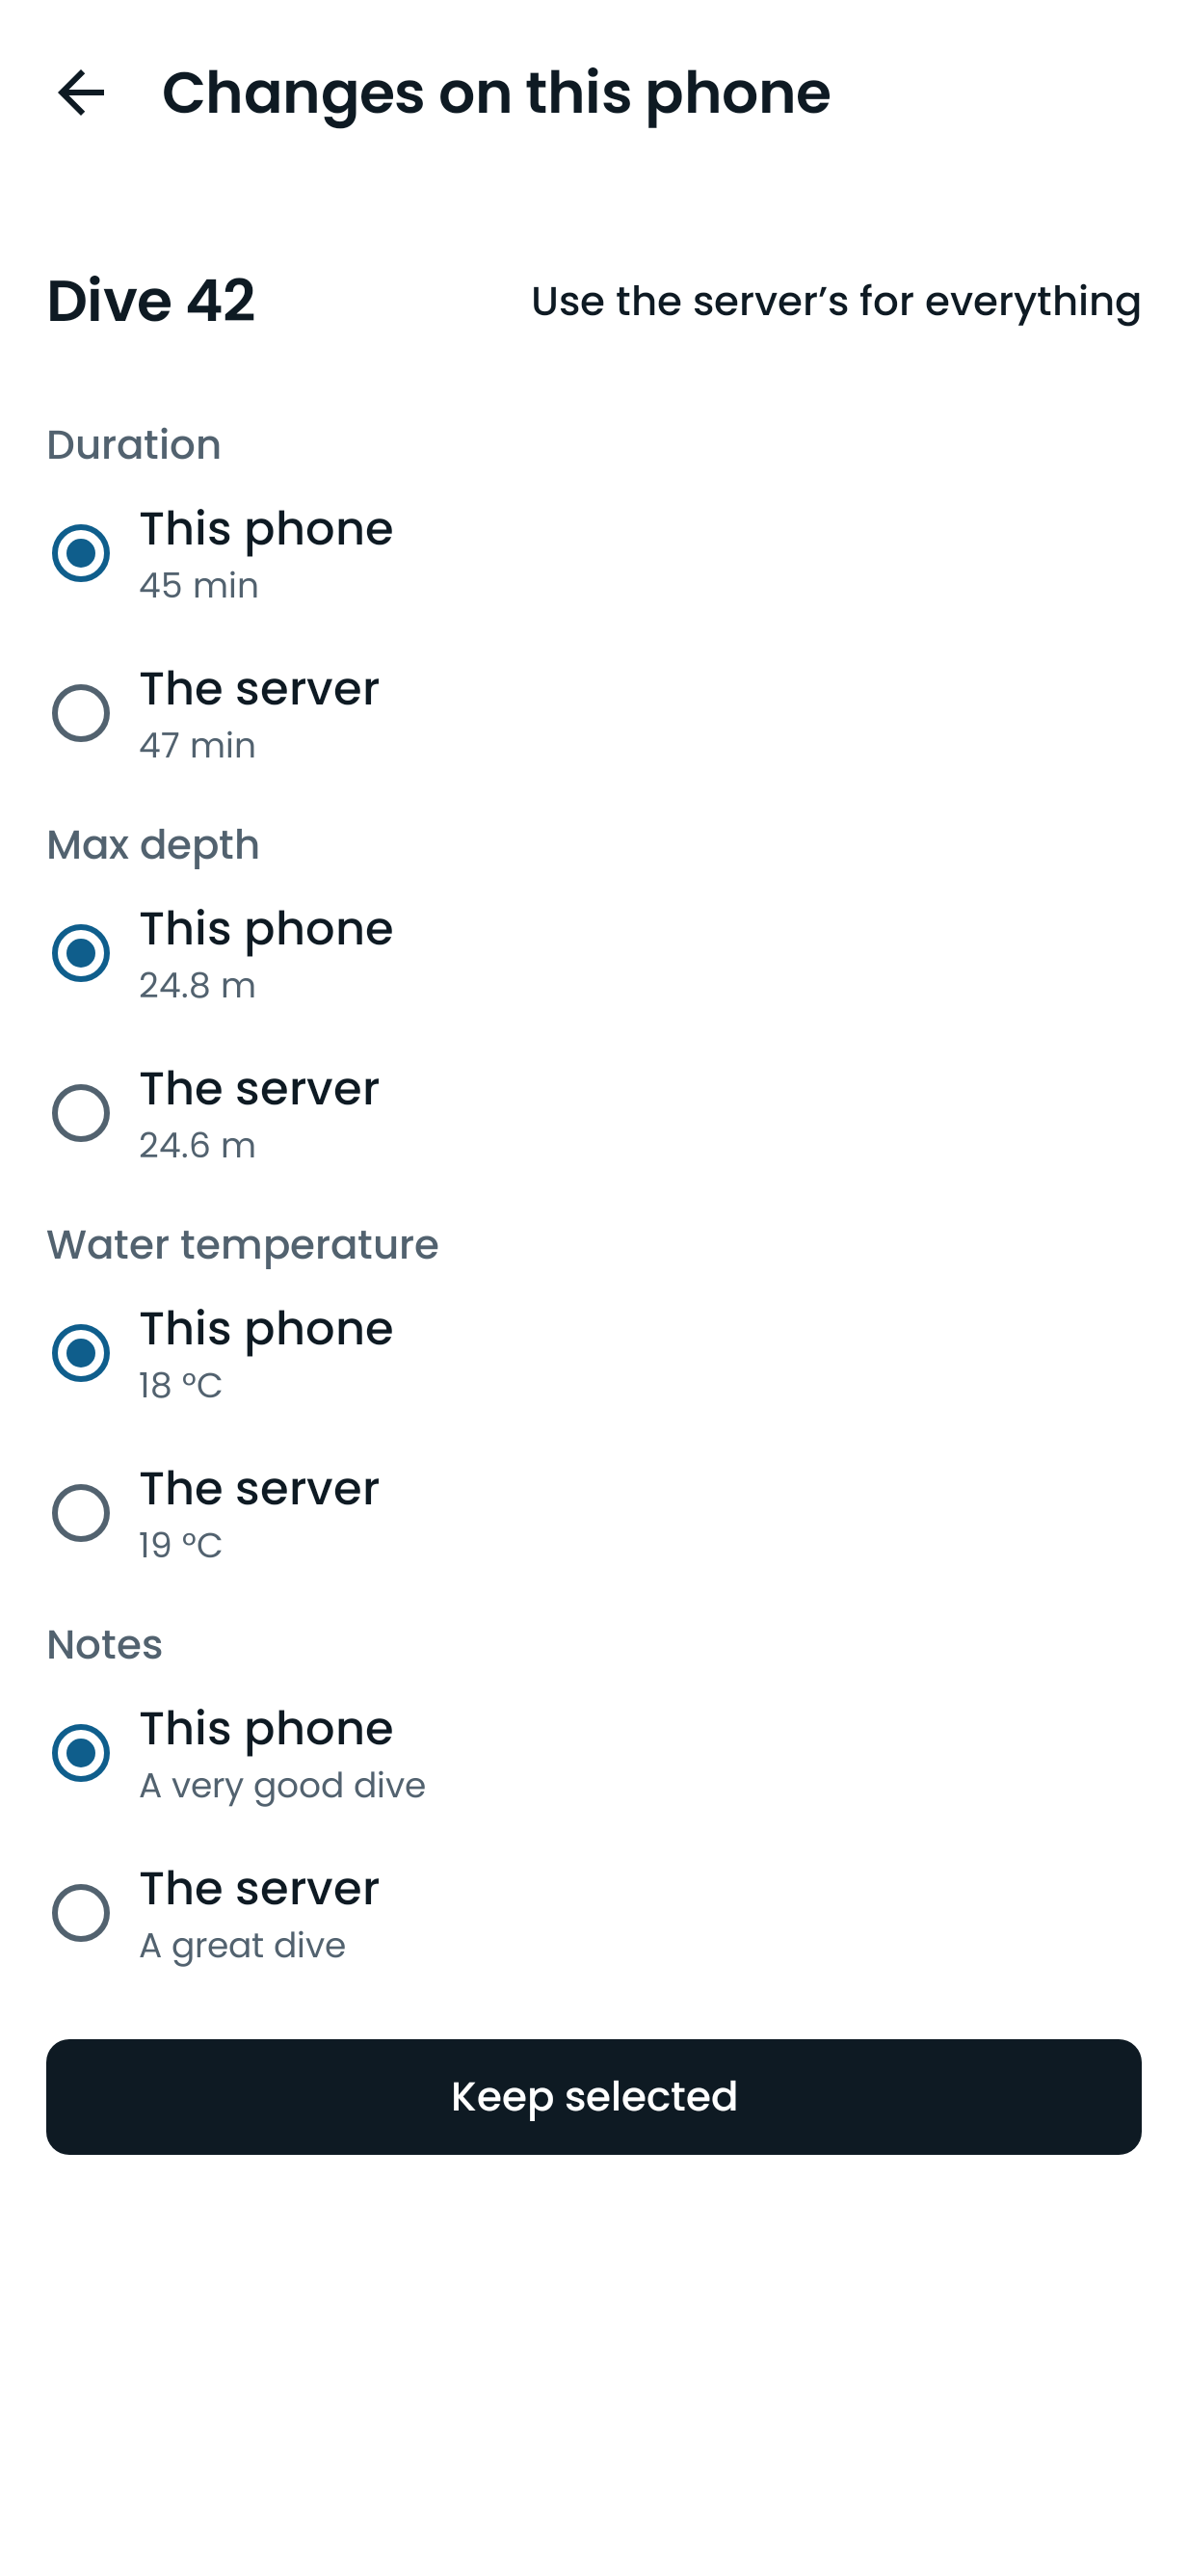 Changes on this phone
Dive 42
Use the server’s for everything
Duration
This phone
45 min
The server
47 min
Max depth
This phone
24.8 m
The server
24.6 m
Water temperature
This phone
18 °C
The server
19 °C
Notes
This phone
A very good dive
The server
A great dive
Keep selected